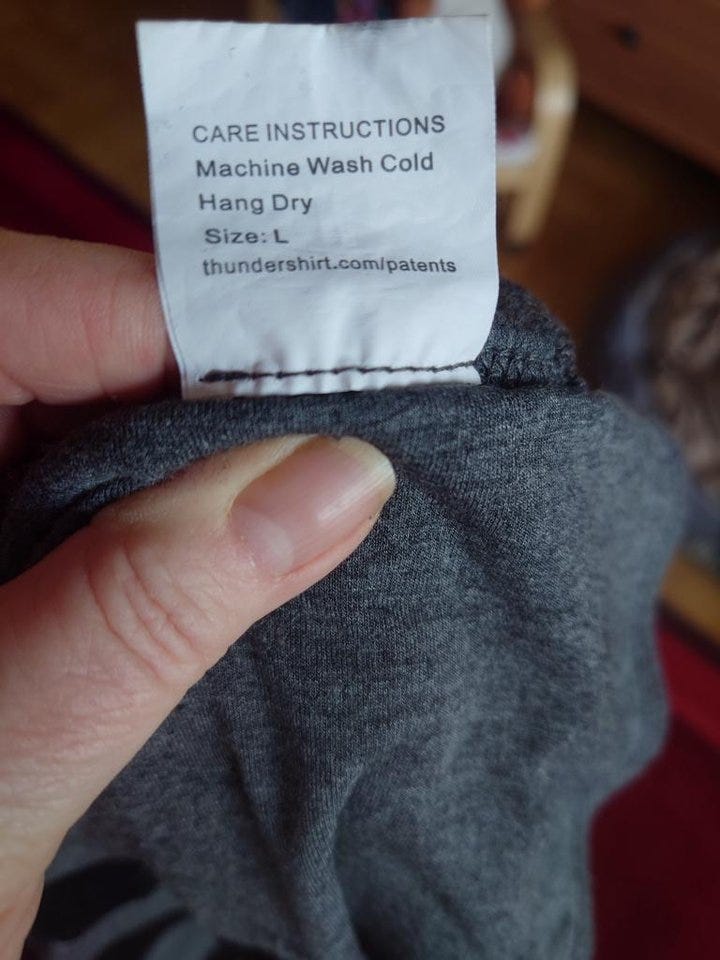 CARE INSTRUCTIONS
Machine Wash Cold
Hang Dry
Size: L
thundershirt.com/patents